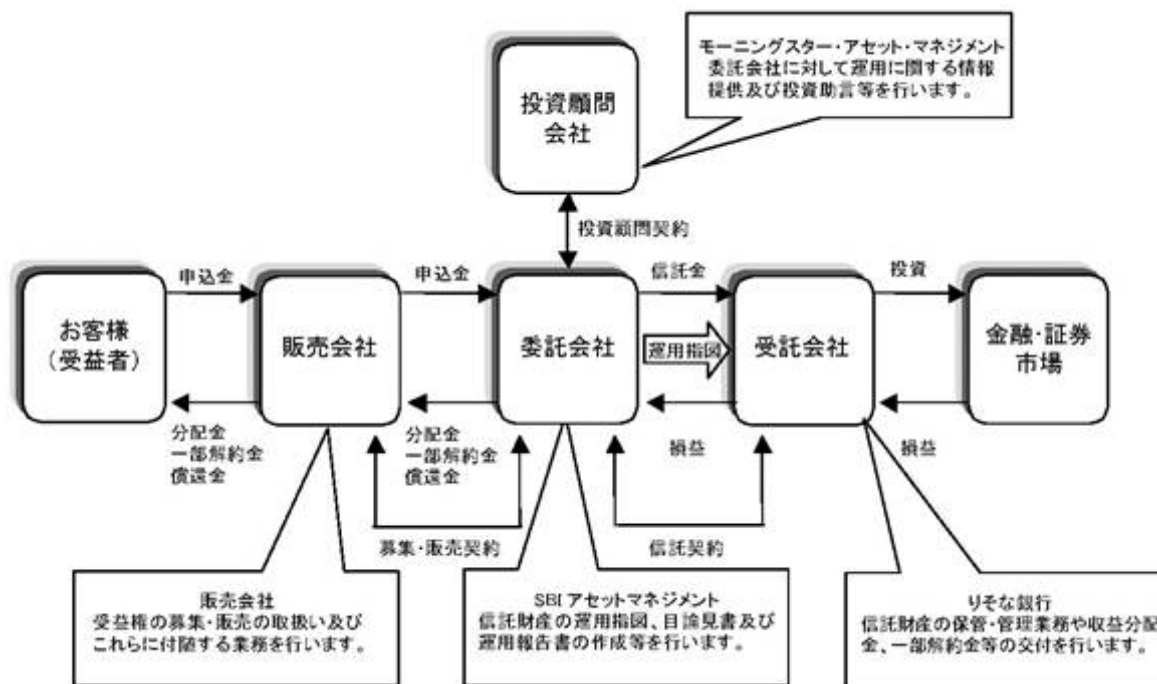 モーニングスター・アセット・マネジメント
委託会社に対して運用に関する情報
提供及び投資助言等を行います。
投資顧問
会社
投資顧問契約
申込金
申込金
信託金
投資
お客様
（受益者）
販売会社
委託会社
運用指図
受託会社
金融・証券
市場
分配金
一部解約金
償還金
分配金
一部解約金
償還金
損益
損益
募集・販売契約
信託契約
販売会社
受益権の募集・販売の取扱い及び
これらに付随する業務を行います。
SBI アセットマネジメント
信託財産の運用指図、目論見書及び
運用報告書の作成等を行います。
りそな銀行
信託財産の保管・管理業務や収益分配
金、一部解約金等の交付を行います。